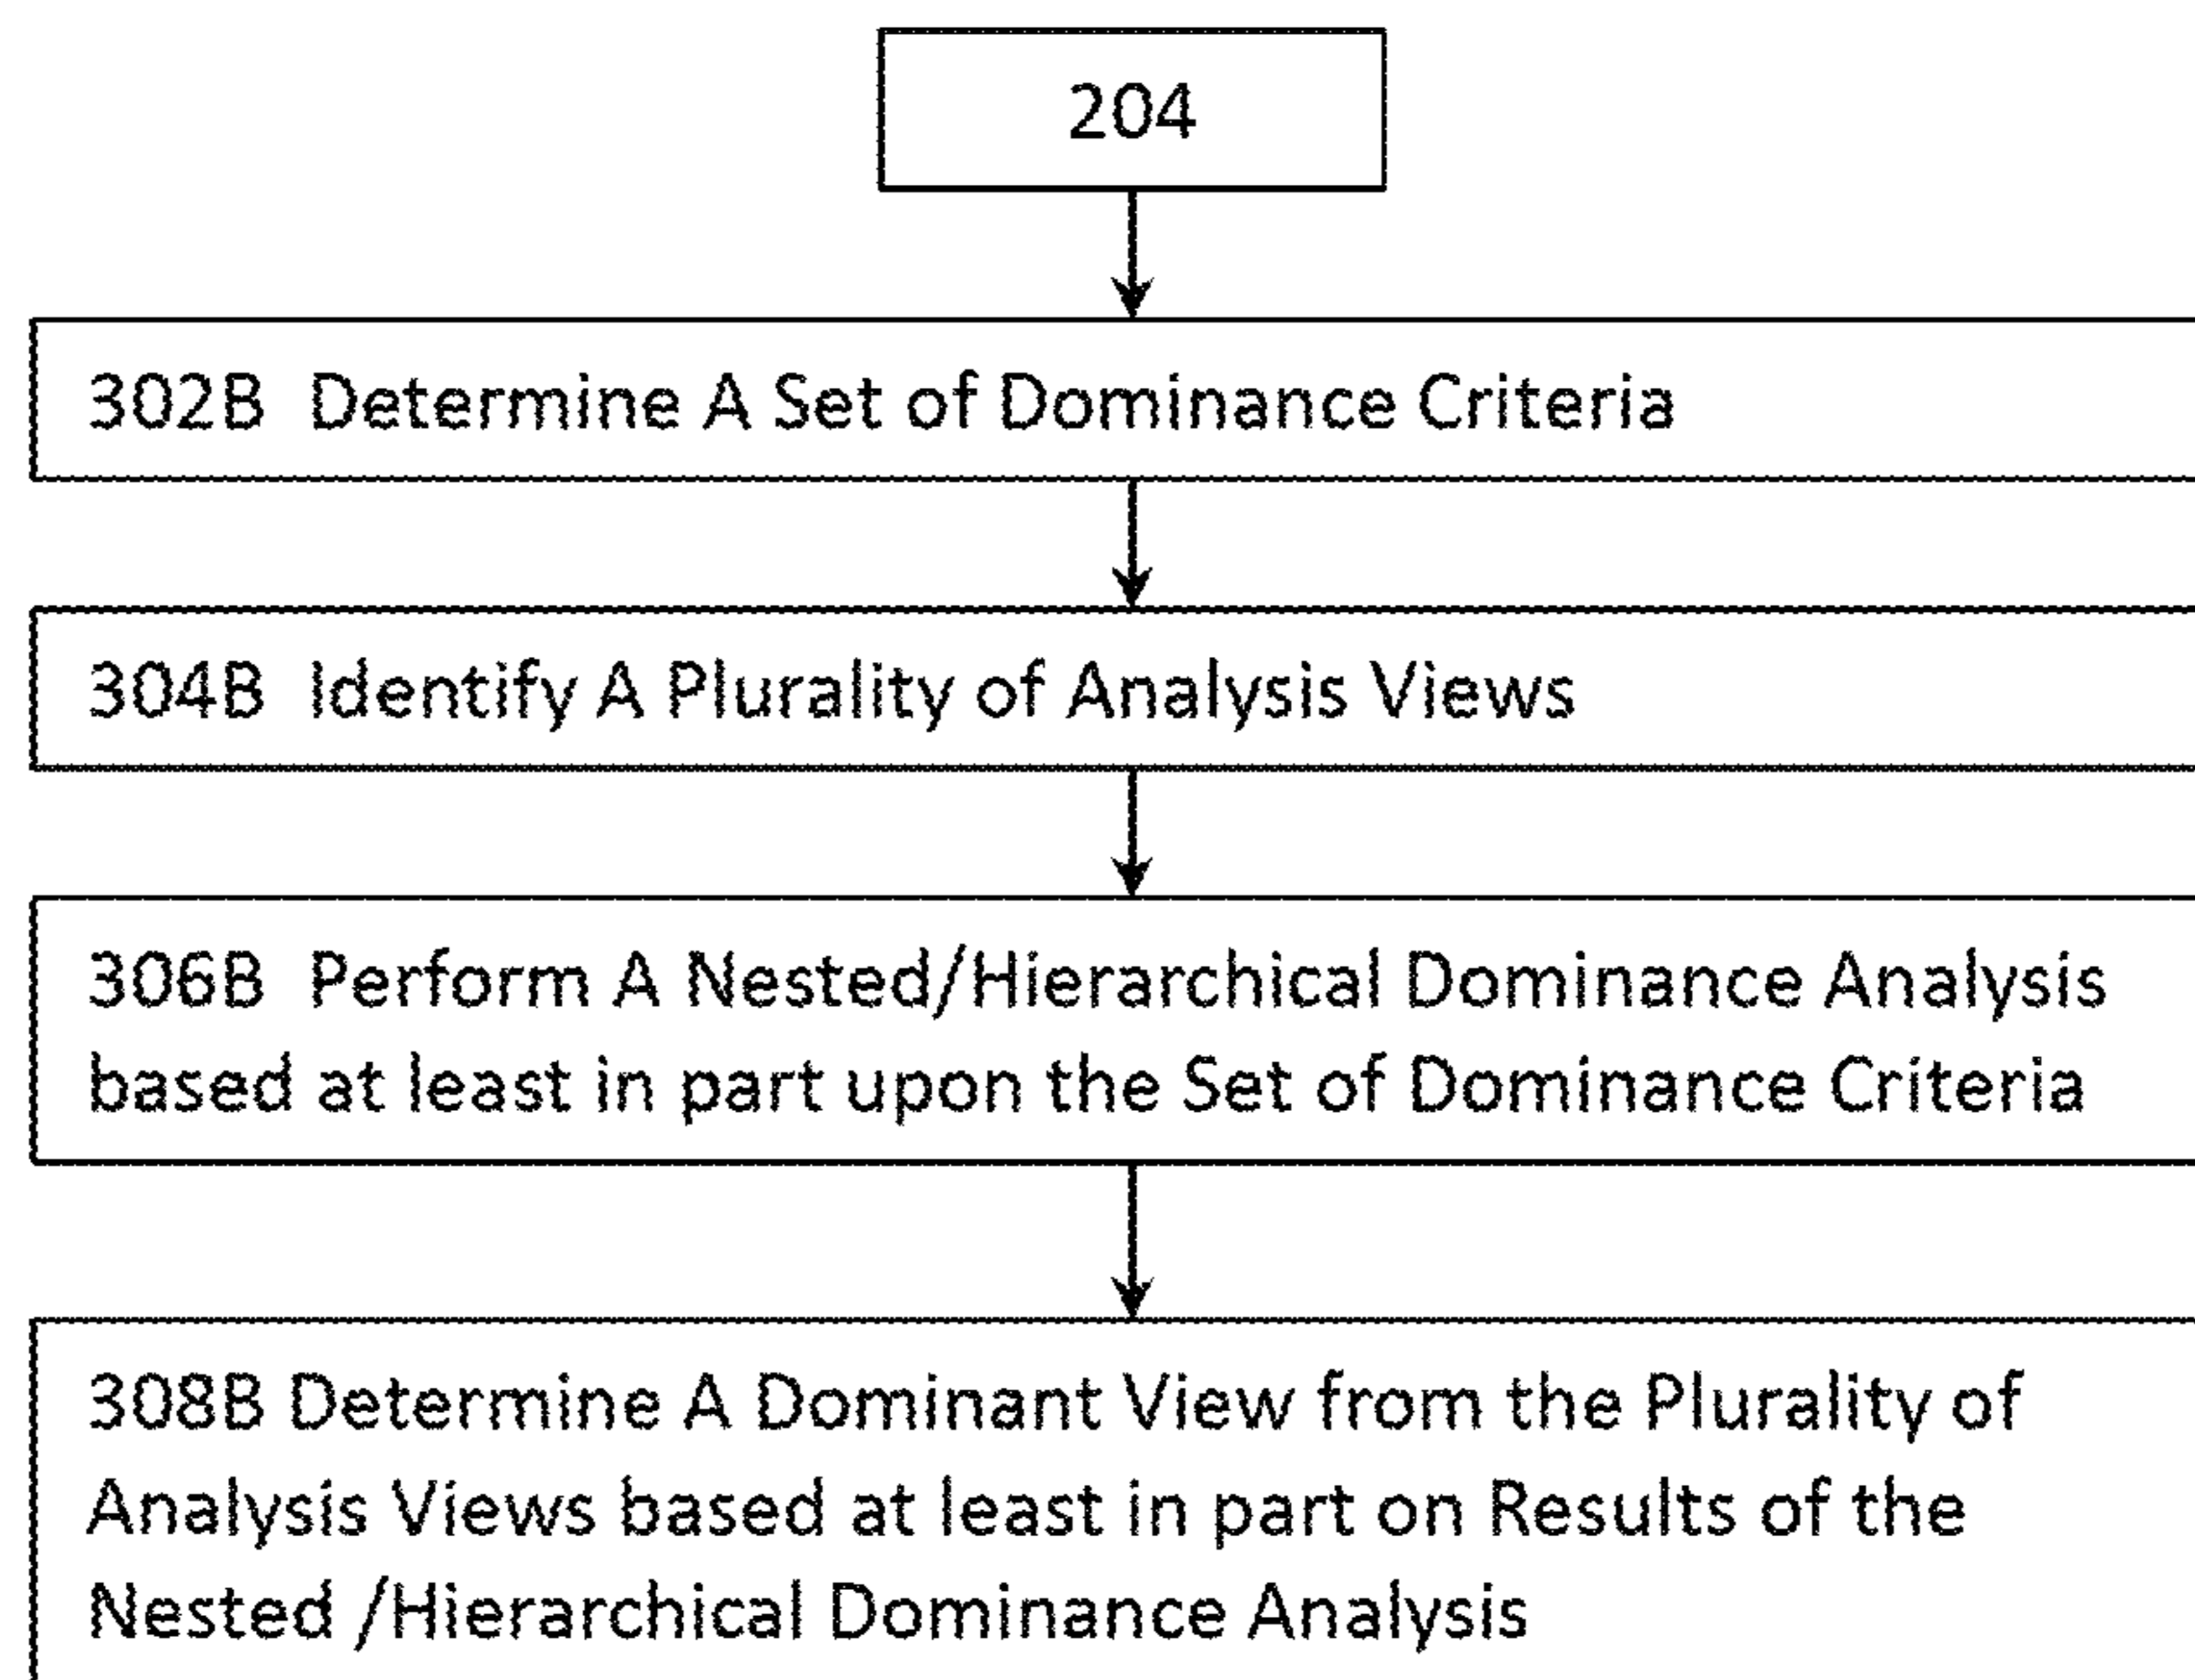 204
302B Determine A Set of Dominance Criteria
304B Identify A Plurality of Analysis Views
306B Perform A Nested/Hierarchical Dominance Analysis
based at least in part upon the Set of Dominance Criteria
308B Determine A Dominant View from the Plurality of
Analysis Views based at least in part on Results of the
Nested /Hierarchical Dominance Analysis